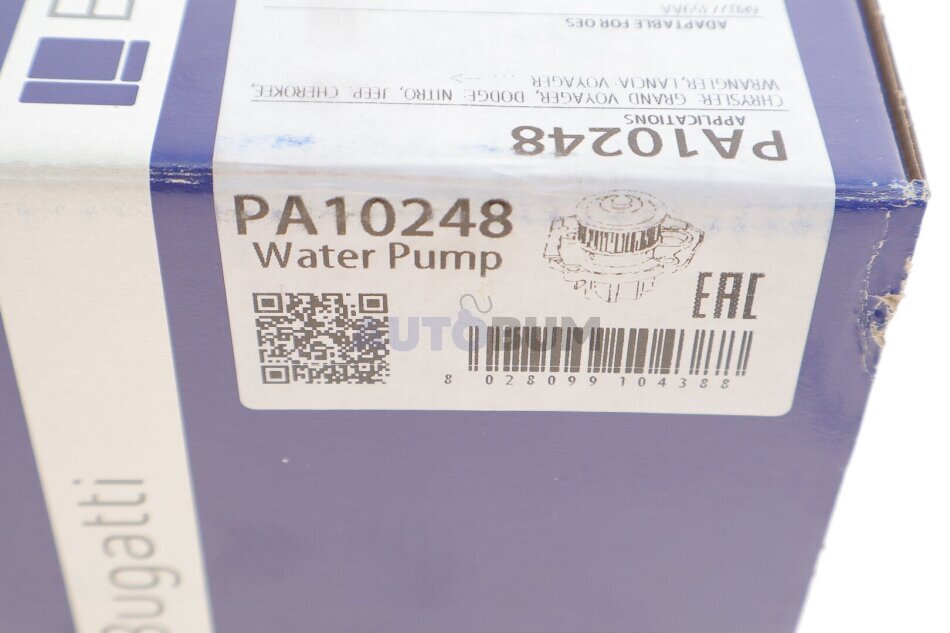 ADAPTABLE FOR OES
WRANGLER, LANCIA: VOYAGER
CHRYSLER: GRAND VOYAGER, DODGE: NITRO, JEEP: CHEROKEE,
APPLICATIONS
PA10248
PA10248
Water Pump
EAC
AUTOBUM
8 028099 104388
Bugatti